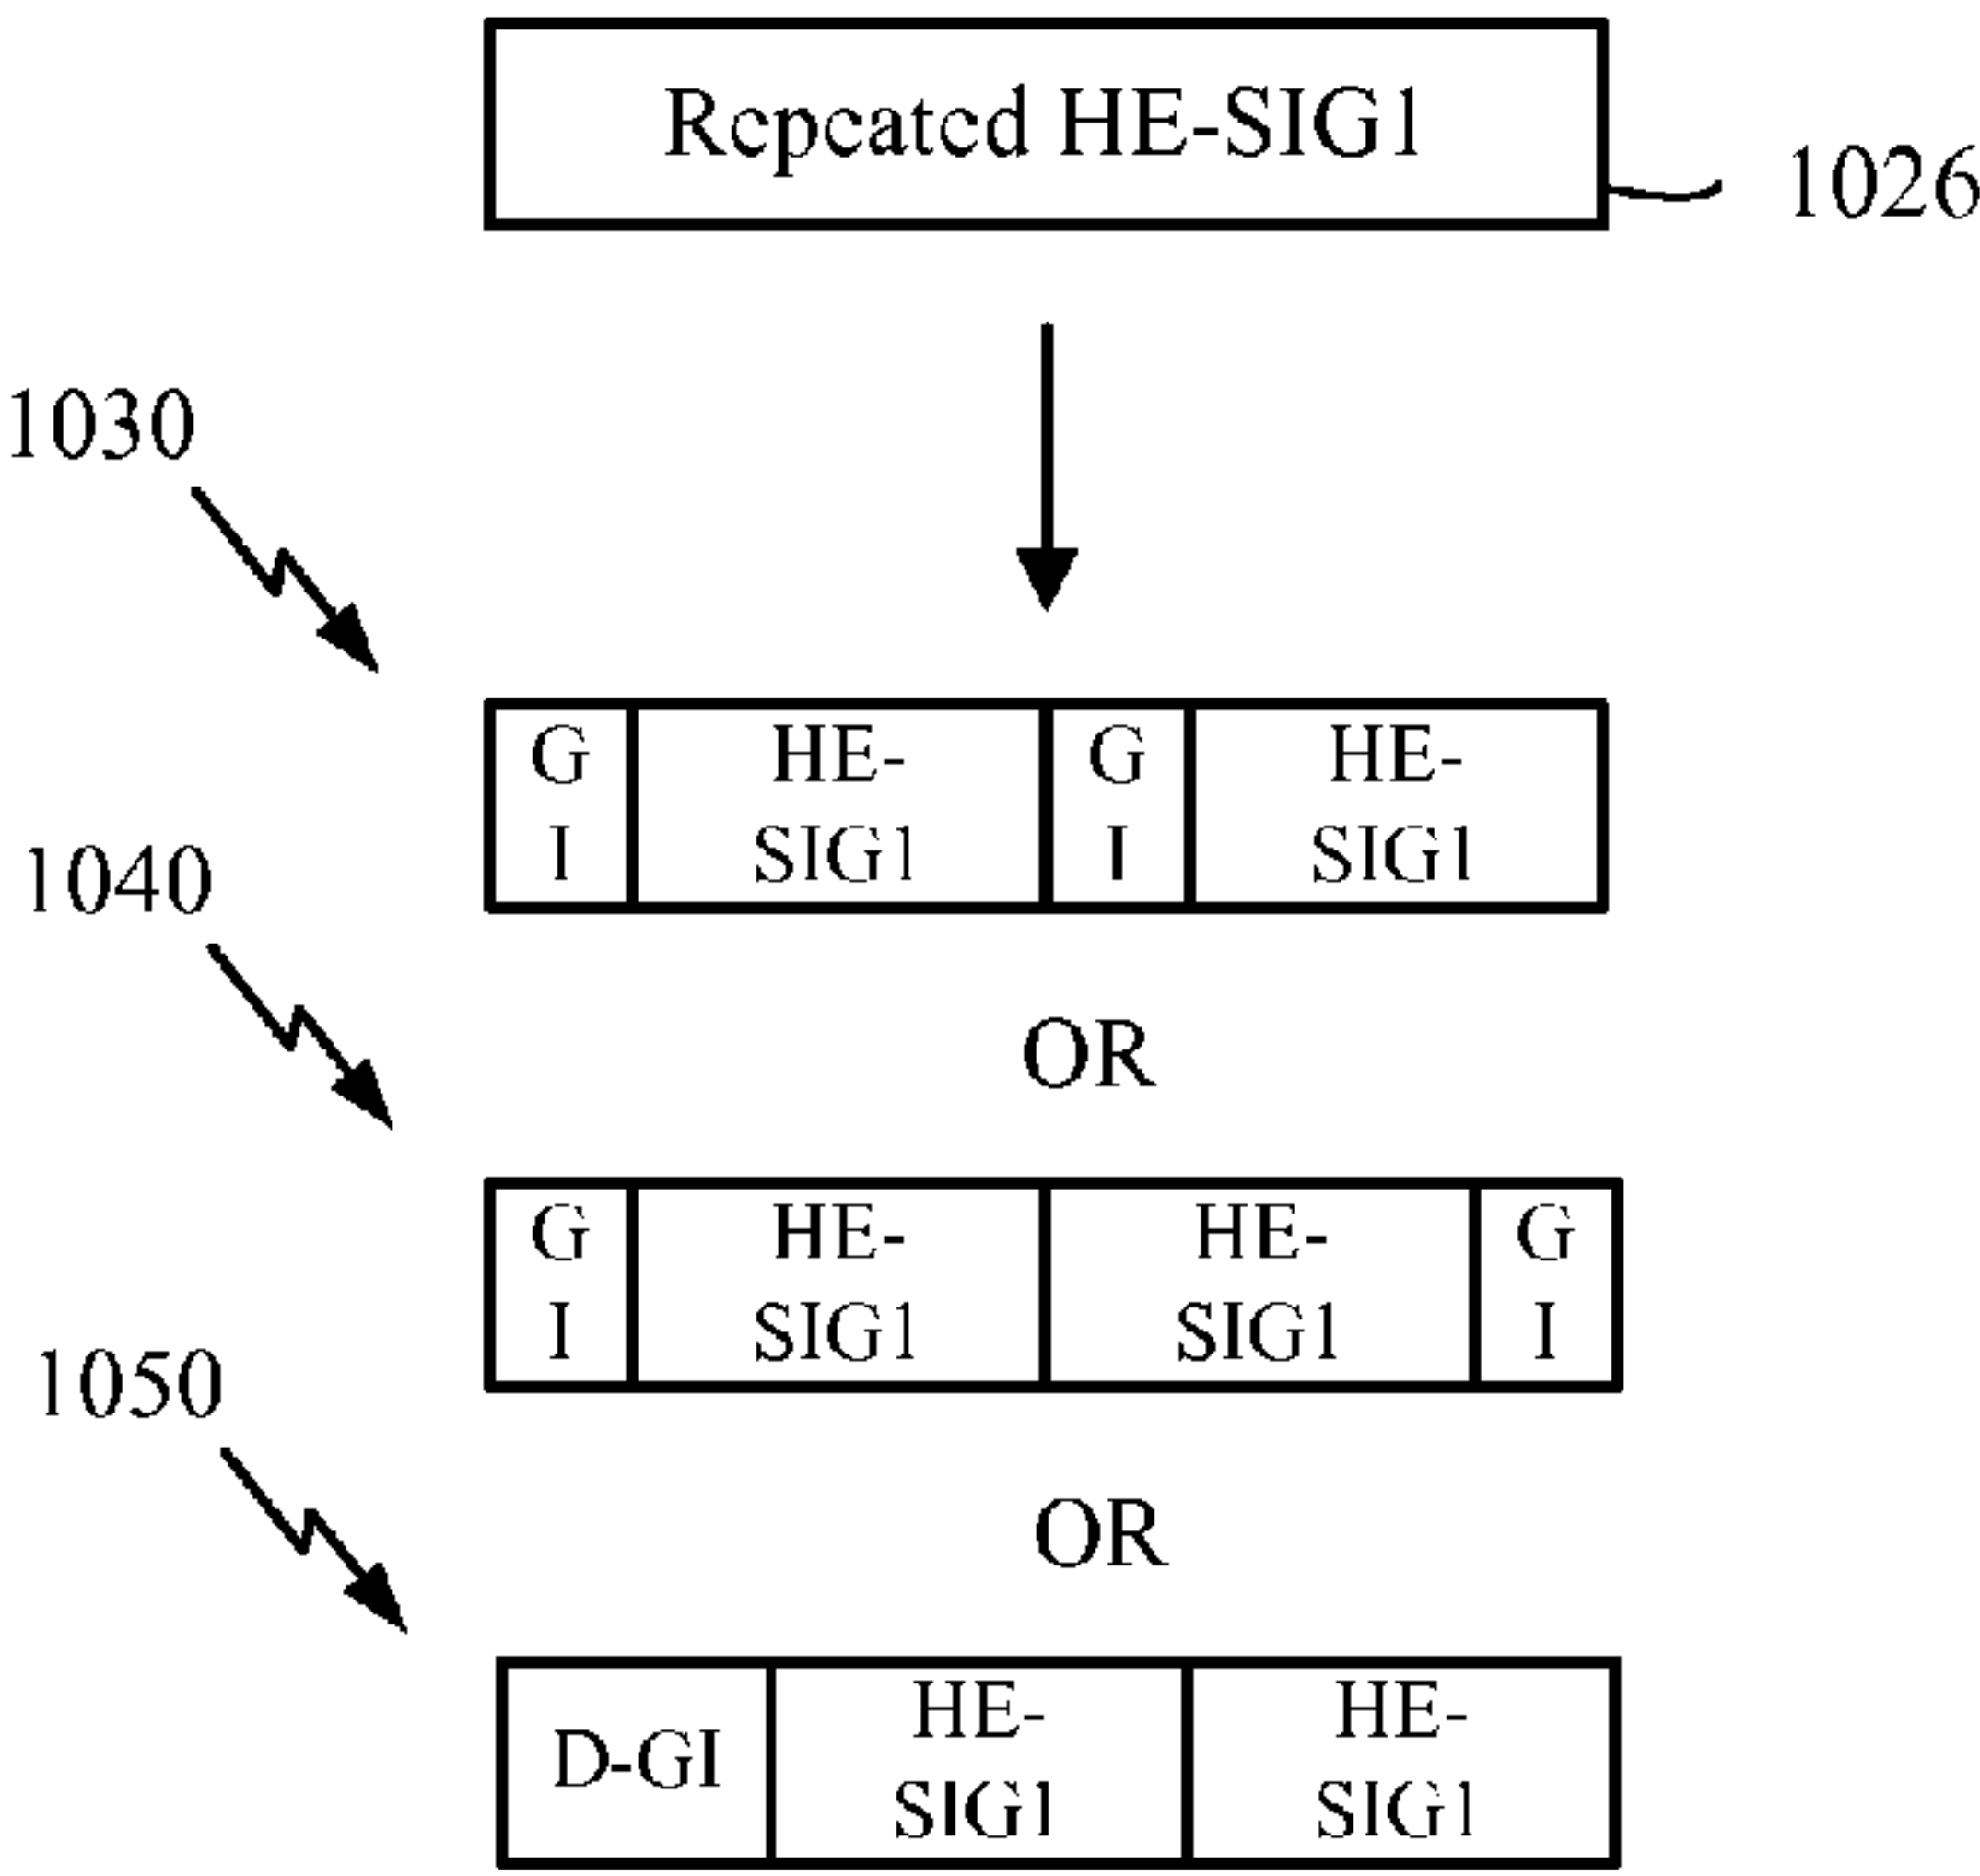 Repeated HE-SIG1
1026
1030
G HE- G HE-
I SIG1 I SIG1
1040
OR
G HE- HE- G
I SIG1 SIG1 I
1050
OR
D-GI HE- HE-
SIG1 SIG1